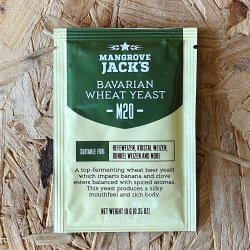 MANGROVE
JACK'S
BAVARIAN
WHEAT YEAST
M20
SUITABLE FOR:
HEFEWEIZEN, KRISTAL WEIZEN,
DUNKEL WEIZEN AND MORE
A top-fermenting wheat beer yeast
which imparts banana and clove
esters balanced with spiced aromas.
This yeast produces a silky
mouthfeel and rich body.
NET WEIGHT 10 G (0.35 OZ)